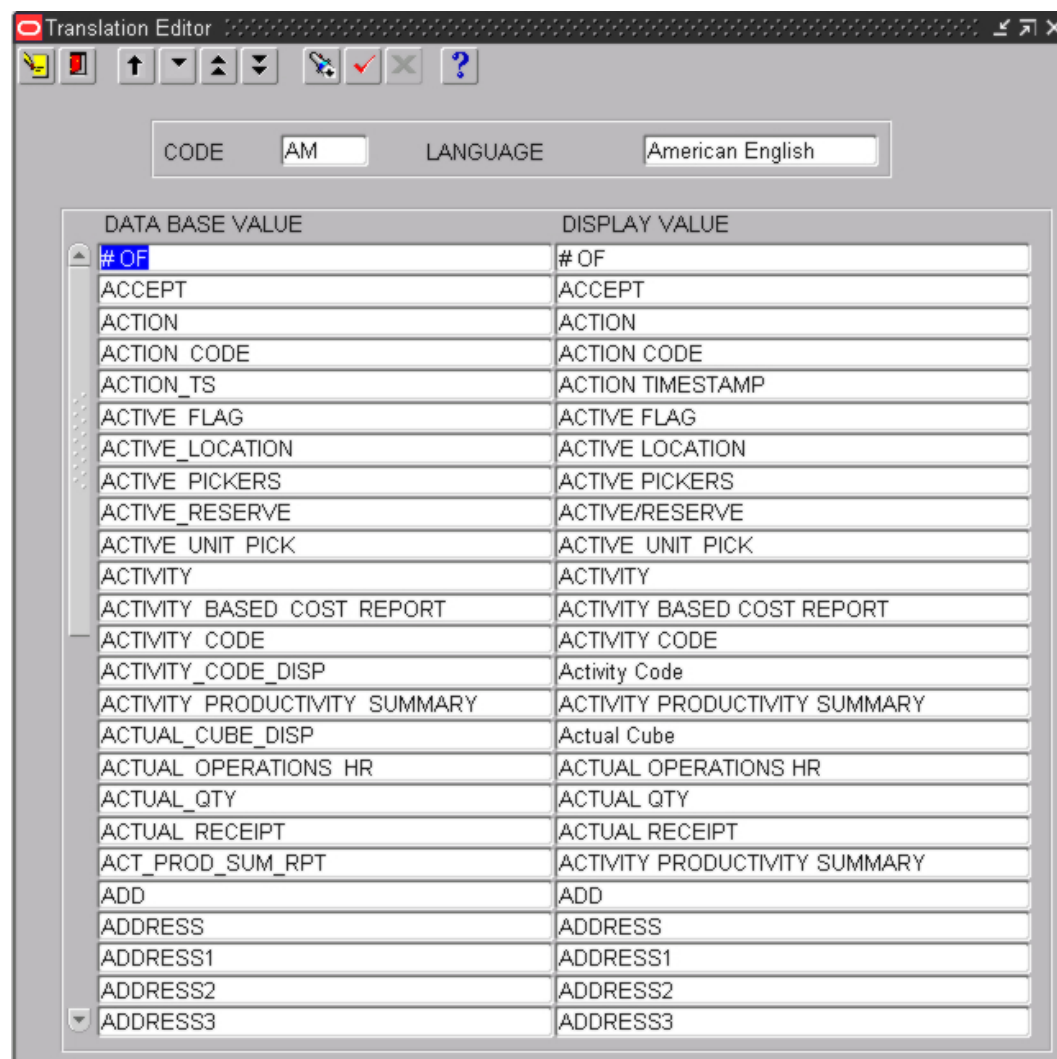 Translation Editor
CODE AM LANGUAGE American English
DATA BASE VALUE DISPLAY VALUE
# OF # OF
ACCEPT ACCEPT
ACTION ACTION
ACTION_CODE ACTION CODE
ACTION_TS ACTION TIMESTAMP
ACTIVE_FLAG ACTIVE FLAG
ACTIVE_LOCATION ACTIVE LOCATION
ACTIVE_PICKERS ACTIVE PICKERS
ACTIVE_RESERVE ACTIVE/RESERVE
ACTIVE_UNIT_PICK ACTIVE_UNIT_PICK
ACTIVITY ACTIVITY
ACTIVITY_BASED_COST_REPORT ACTIVITY BASED COST REPORT
ACTIVITY_CODE ACTIVITY CODE
ACTIVITY_CODE_DISP Activity Code
ACTIVITY_PRODUCTIVITY_SUMMARY ACTIVITY PRODUCTIVITY SUMMARY
ACTUAL_CUBE_DISP Actual Cube
ACTUAL_OPERATIONS_HR ACTUAL OPERATIONS HR
ACTUAL_QTY ACTUAL QTY
ACTUAL_RECEIPT ACTUAL RECEIPT
ACT_PROD_SUM_RPT ACTIVITY PRODUCTIVITY SUMMARY
ADD ADD
ADDRESS ADDRESS
ADDRESS1 ADDRESS1
ADDRESS2 ADDRESS2
ADDRESS3 ADDRESS3